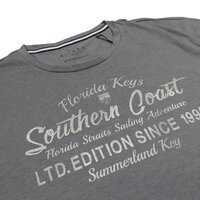 Florida Keys
Southern Coast
Florida Straits Sailing Adventure
LTD.EDITION SINCE 199
Summerland Key